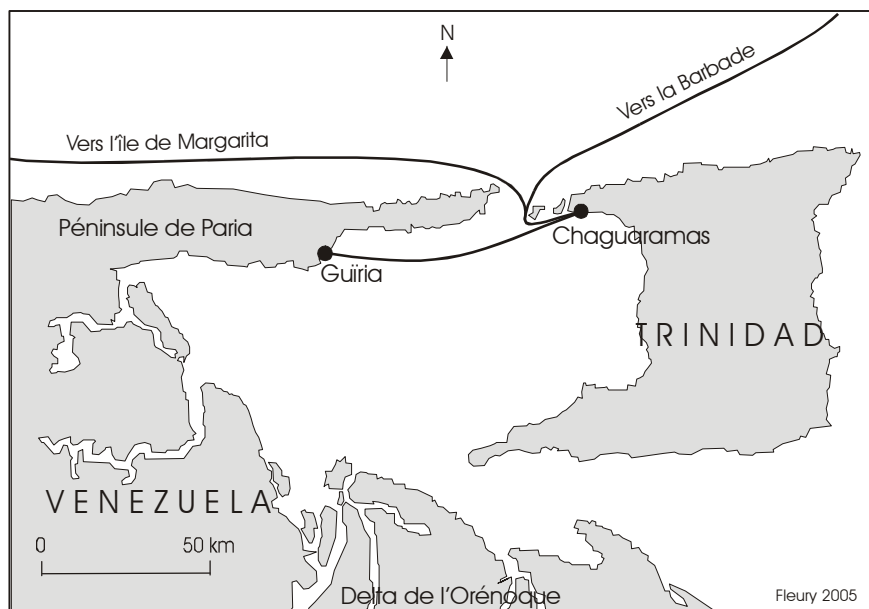 N
Vers la Barbade
Vers l'île de Margarita
Péninsule de Paria
Chaguaramas
Guïria
TRINIDAD
VENEZUELA
0 50 km
Delta de l'Orénoque
Fleury 2005